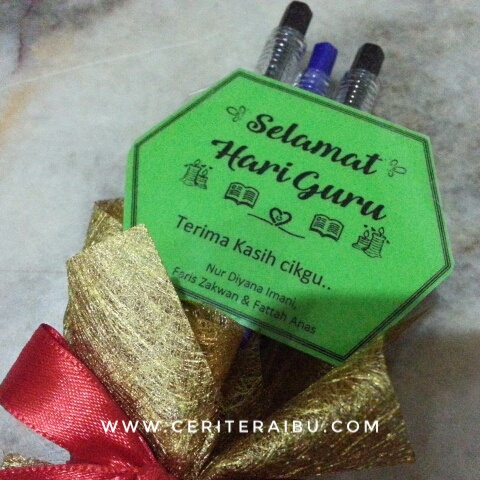 Selamat
Hari Guru
Terima Kasih cikgu..
Nur Diyana Imani,
Faris Zakwan & Fattah Anas
WWW.CERITERAIBU.COM